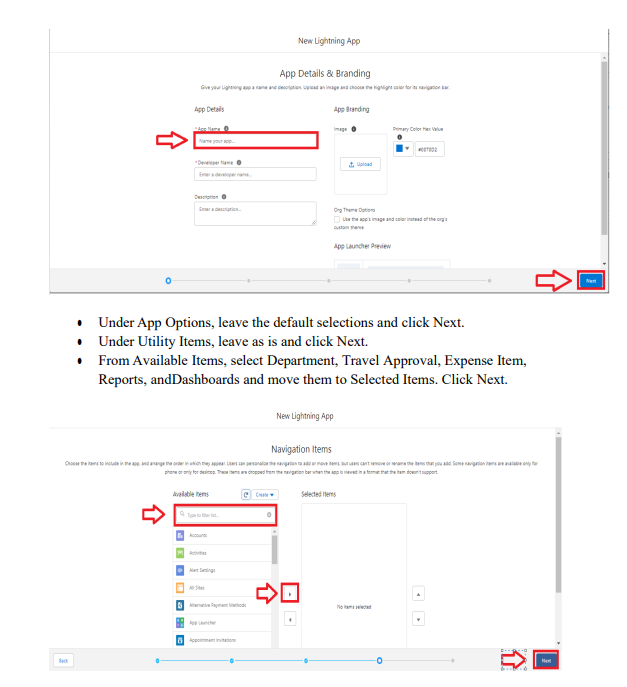 New Lightning App
App Details & Branding
Give your Lightning app a name and description. Upload an image and choose the highlight color for its navigation bar.
App Details
App Branding
*App Name
Image
Primary Color Hex Value
Name your app...
#0070D2
*Developer Name
Upload
Enter a developer name...
Description
Enter a description...
Org Theme Options
Use the app's image and color instead of the org's
custom theme
App Launcher Preview
Next
• Under App Options, leave the default selections and click Next.
• Under Utility Items, leave as is and click Next.
• From Available Items, select Department, Travel Approval, Expense Item,
Reports, andDashboards and move them to Selected Items. Click Next.
New Lightning App
Navigation Items
Choose the items to include in the app, and arrange the order in which they appear. Users can personalize the navigation to add or move items, but users can't remove or rename the items that you add. Some navigation items are available only for
phone or only for desktop. These items are dropped from the navigation bar when the app is viewed in a format that the item doesn't support.
Available Items
Create
Selected Items
Type to filter list...
Accounts
Activities
Alert Settings
All Sites
Alternative Payment Methods
No items selected
App Launcher
Appointment Invitations
Back
Next